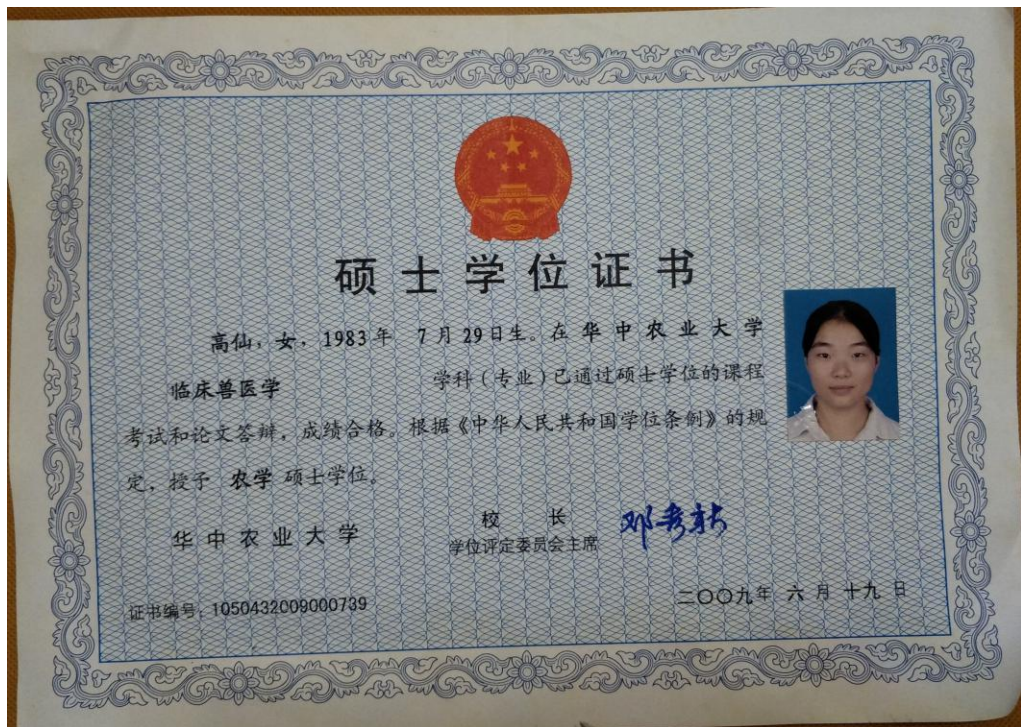 硕士学位证书
高仙，女，1983年 7月29日生。在华中农业大学
临床兽医学 学科（专业）已通过硕士学位的课程
考试和论文答辩，成绩合格。根据《中华人民共和国学位条例》的规
定，授予 农学 硕士学位。
华中农业大学
校长
学位评定委员会主席
邓秀新
证书编号：1050432009000739
二〇〇九年 六 月 十九 日